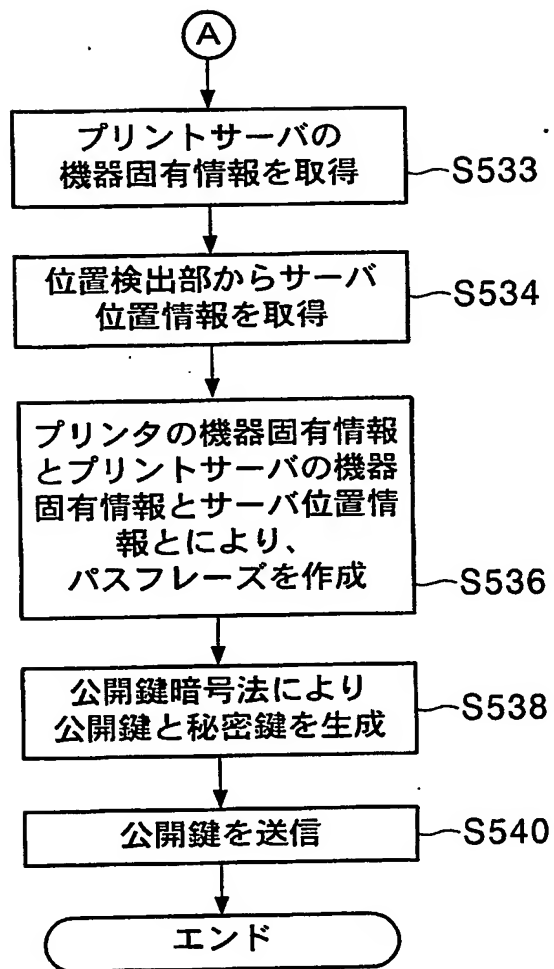 A
プリントサーバの
機器固有情報を取得
S533
位置検出部からサーバ
位置情報を取得
S534
プリンタの機器固有情報
とプリントサーバの機器
固有情報とサーバ位置情
報とにより、
パスフレーズを作成
S536
公開鍵暗号法により
公開鍵と秘密鍵を生成
S538
公開鍵を送信
S540
エンド